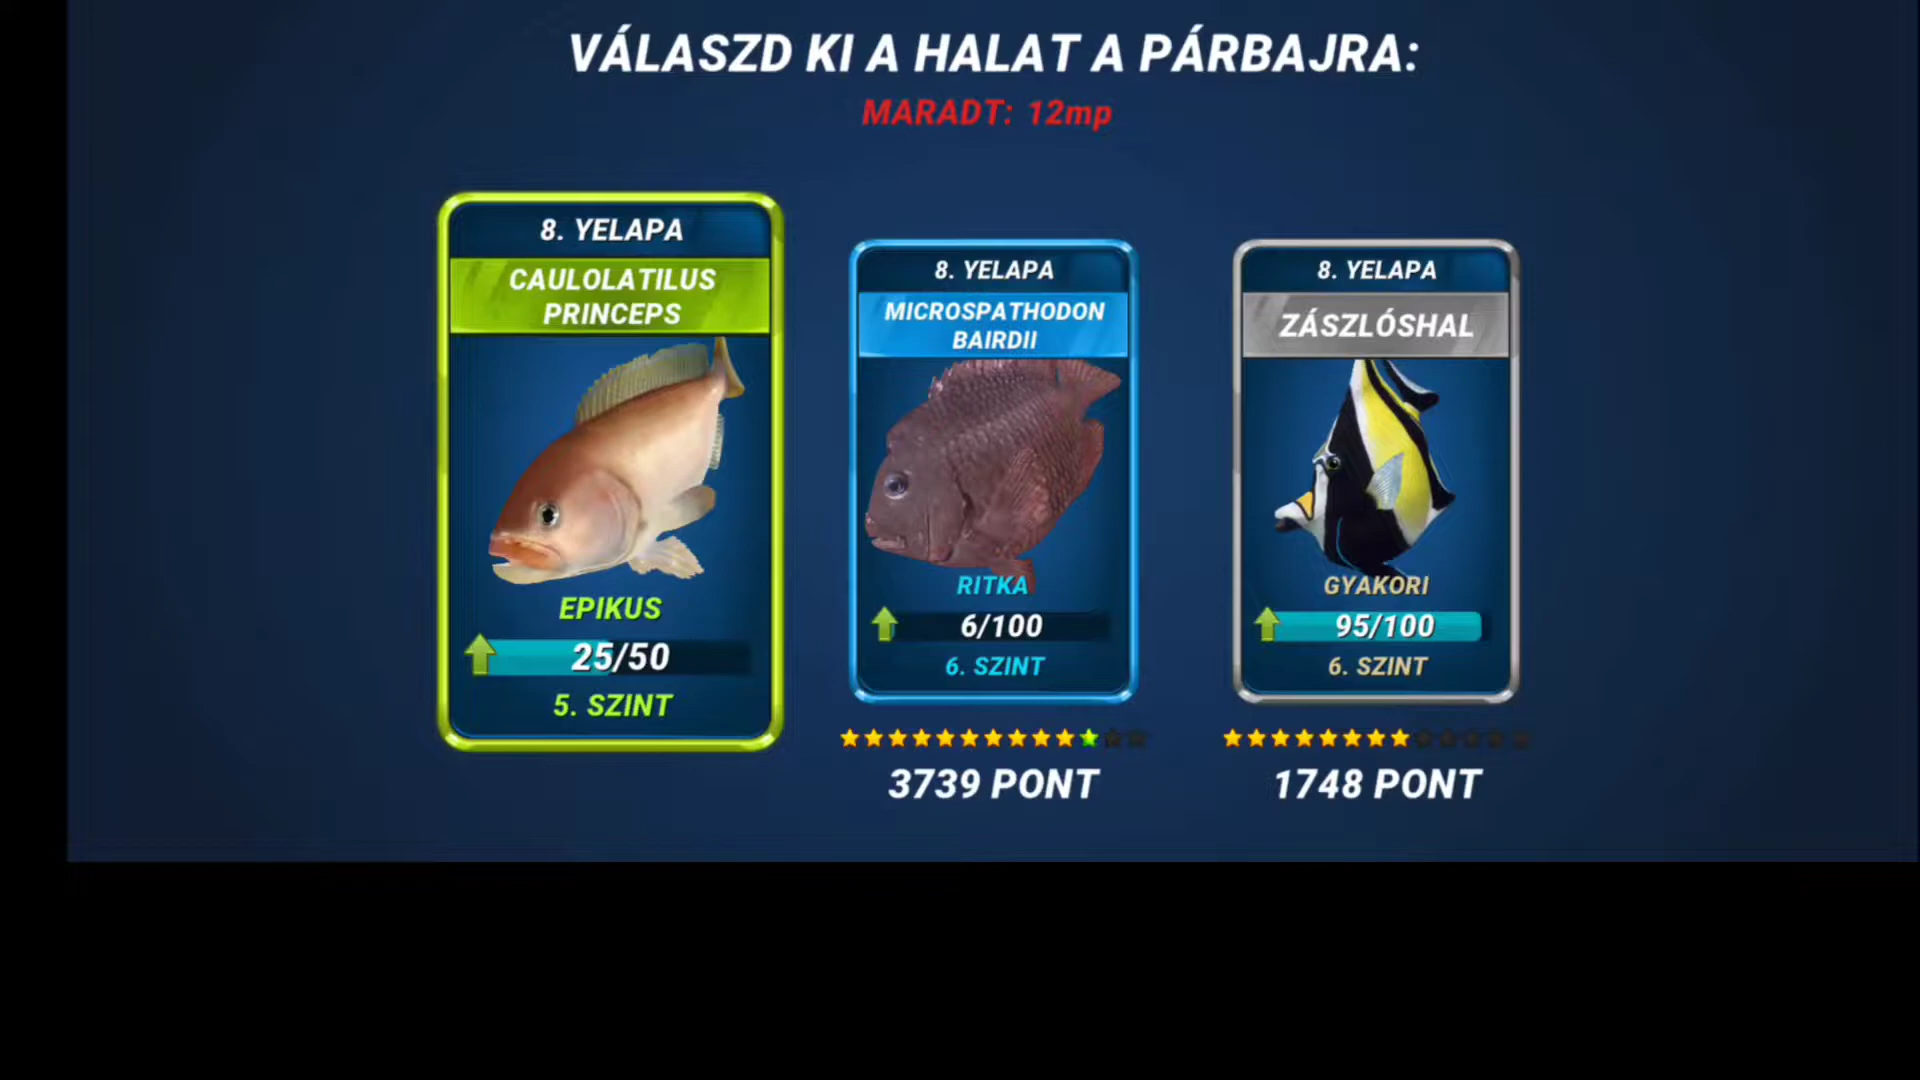 VÁLASZD KI A HALAT A PÁRBAJRA:
MARADT: 12mp
8. YELAPA
CAULOLATILUS
PRINCEPS
EPIKUS
25/50
5. SZINT
8. YELAPA
MICROSPATHODON
BAIRDII
RITKA
6/100
6. SZINT
3739 PONT
8. YELAPA
ZÁSZLÓSHAL
GYAKORI
95/100
6. SZINT
1748 PONT